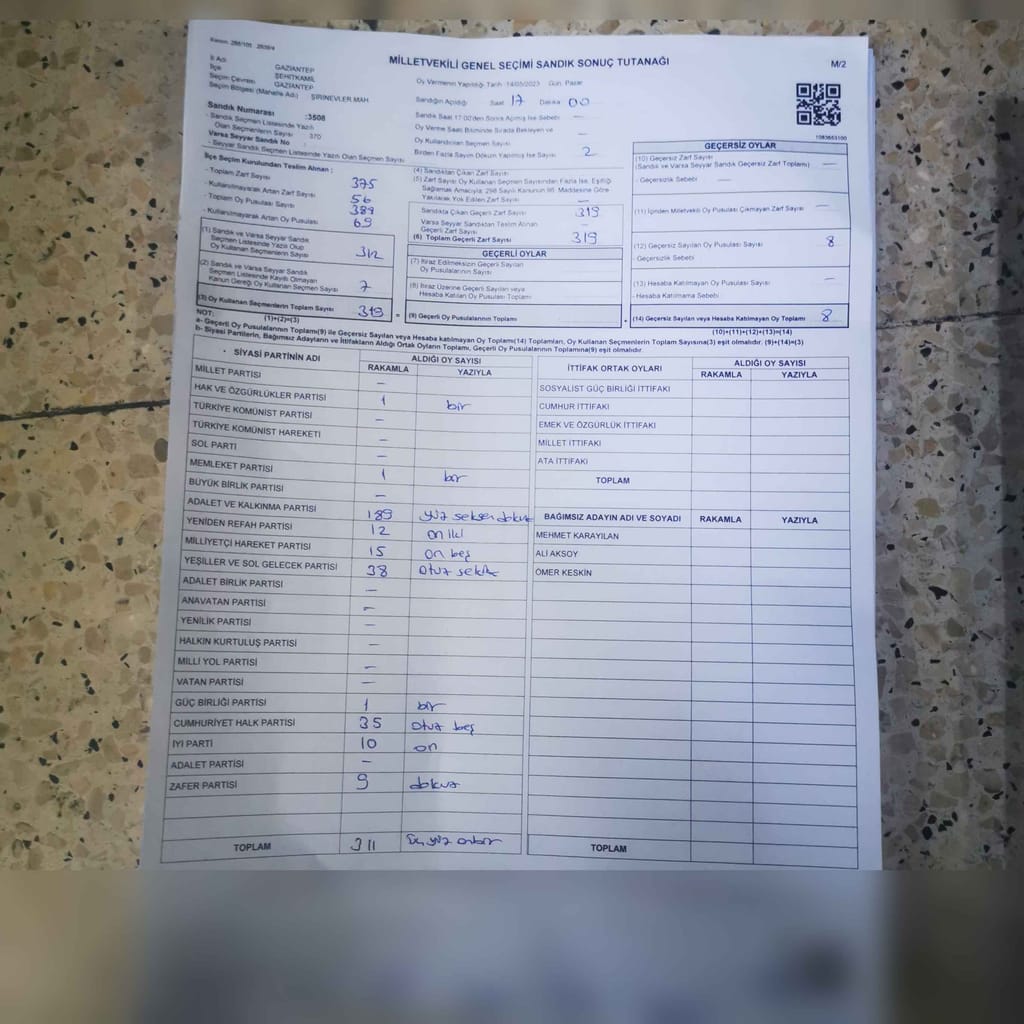 MİLLETVEKİLİ GENEL SEÇİMİ SANDIK SONUÇ TUTANAĞI
M/2
İl Adı GAZİANTEP
İlçe ŞEHİTKAMİL
Seçim Çevresi GAZİANTEP
Seçim Bölgesi (Mahalle Adı) ŞİRİNEVLER MAH
Oy Vermenin Yapıldığı Tarih 14/05/2023 Gün Pazar
Sandığın Açıldığı Saat 17 Dakika 00
Sandık Saat 17:00'den Sonra Açılmış İse Sebebi —
Oy Verme Saat Bitiminde Sırada Bekleyen ve
Oy Kullandırılan Seçmen Sayısı —
Birden Fazla Sayım Döküm Yapılmış İse Sayısı 2
Sandık Numarası :3508
- Sandık Seçmen Listesinde Yazılı
Olan Seçmenlerin Sayısı 370
Varsa Seyyar Sandık No
- Seyyar Sandık Seçmen Listesinde Yazılı Olan Seçmen Sayısı
İlçe Seçim Kurulundan Teslim Alınan :
- Toplam Zarf Sayısı 375
- Kullanılmayarak Artan Zarf Sayısı 56
- Toplam Oy Pusulası Sayısı 389
- Kullanılmayarak Artan Oy Pusulası 69
(1) Sandık ve Varsa Seyyar Sandık
Seçmen Listesinde Yazılı Olup
Oy Kullanan Seçmenlerin Sayısı 312
(2) Sandık ve Varsa Seyyar Sandık
Seçmen Listesinde Kayıtlı Olmayan
Kanun Gereği Oy Kullanan Seçmen Sayısı 7
(3) Oy Kullanan Seçmenlerin Toplam Sayısı 319
(1)+(2)=(3)
(4) Sandıktan Çıkan Zarf Sayısı
(5) Zarf Sayısı Oy Kullanan Seçmen Sayısından Fazla İse, Eşitliği
Sağlamak Amacıyla, 298 Sayılı Kanunun 98. Maddesine Göre
Yakılacak Yok Edilen Zarf Sayısı —
Sandıkta Çıkan Geçerli Zarf Sayısı 319
Varsa Seyyar Sandıktan Teslim Alınan
Geçerli Zarf Sayısı —
(6) Toplam Geçerli Zarf Sayısı 319
GEÇERLİ OYLAR
(7) İtiraz Edilmeksizin Geçerli Sayılan
Oy Pusulalarının Sayısı
(8) İtiraz Üzerine Geçerli Sayılan veya
Hesaba Katılan Oy Pusulası Toplamı
(9) Geçerli Oy Pusulalarının Toplamı
1083653100
GEÇERSİZ OYLAR
(10) Geçersiz Zarf Sayısı
(Sandık ve Varsa Seyyar Sandık Geçersiz Zarf Toplamı) —
- Geçersizlik Sebebi —
(11) İçinden Milletvekili Oy Pusulası Çıkmayan Zarf Sayısı —
(12) Geçersiz Sayılan Oy Pusulası Sayısı 8
- Geçersizlik Sebebi
(13) Hesaba Katılmayan Oy Pusulası Sayısı —
- Hesaba Katılmama Sebebi
(14) Geçersiz Sayılan veya Hesaba Katılmayan Oy Toplamı 8
(10)+(11)+(12)+(13)=(14)
NOT:
a- Geçerli Oy Pusulalarının Toplamı(9) ile Geçersiz Sayılan veya Hesaba katılmayan Oy Toplamı(14) Toplamları, Oy Kullanan Seçmenlerin Toplam Sayısına(3) eşit olmalıdır. (9)+(14)=(3)
b- Siyasi Partilerin, Bağımsız Adayların ve İttifakların Aldığı Ortak Oyların Toplamı, Geçerli Oy Pusulalarının Toplamına(9) eşit olmalıdır.
SİYASİ PARTİNİN ADI ALDIĞI OY SAYISI
RAKAMLA YAZIYLA
MİLLET PARTİSİ —
HAK VE ÖZGÜRLÜKLER PARTİSİ 1 bir
TÜRKİYE KOMÜNİST PARTİSİ —
TÜRKİYE KOMÜNİST HAREKETİ —
SOL PARTİ —
MEMLEKET PARTİSİ 1 bir
BÜYÜK BİRLİK PARTİSİ —
ADALET VE KALKINMA PARTİSİ 189 yüz seksen dokuz
YENİDEN REFAH PARTİSİ 12 on iki
MİLLİYETÇİ HAREKET PARTİSİ 15 on beş
YEŞİLLER VE SOL GELECEK PARTİSİ 38 otuz sekiz
ADALET BİRLİK PARTİSİ —
ANAVATAN PARTİSİ —
YENİLİK PARTİSİ —
HALKIN KURTULUŞ PARTİSİ —
MİLLİ YOL PARTİSİ —
VATAN PARTİSİ —
GÜÇ BİRLİĞİ PARTİSİ 1 bir
CUMHURİYET HALK PARTİSİ 35 otuz beş
İYİ PARTİ 10 on
ADALET PARTİSİ —
ZAFER PARTİSİ 9 dokuz
TOPLAM 311 üç yüz onbir
İTTİFAK ORTAK OYLARI ALDIĞI OY SAYISI
RAKAMLA YAZIYLA
SOSYALİST GÜÇ BİRLİĞİ İTTİFAKI
CUMHUR İTTİFAKI
EMEK VE ÖZGÜRLÜK İTTİFAKI
MİLLET İTTİFAKI
ATA İTTİFAKI
TOPLAM
BAĞIMSIZ ADAYIN ADI VE SOYADI RAKAMLA YAZIYLA
MEHMET KARAYILAN
ALİ AKSOY
ÖMER KESKİN
TOPLAM